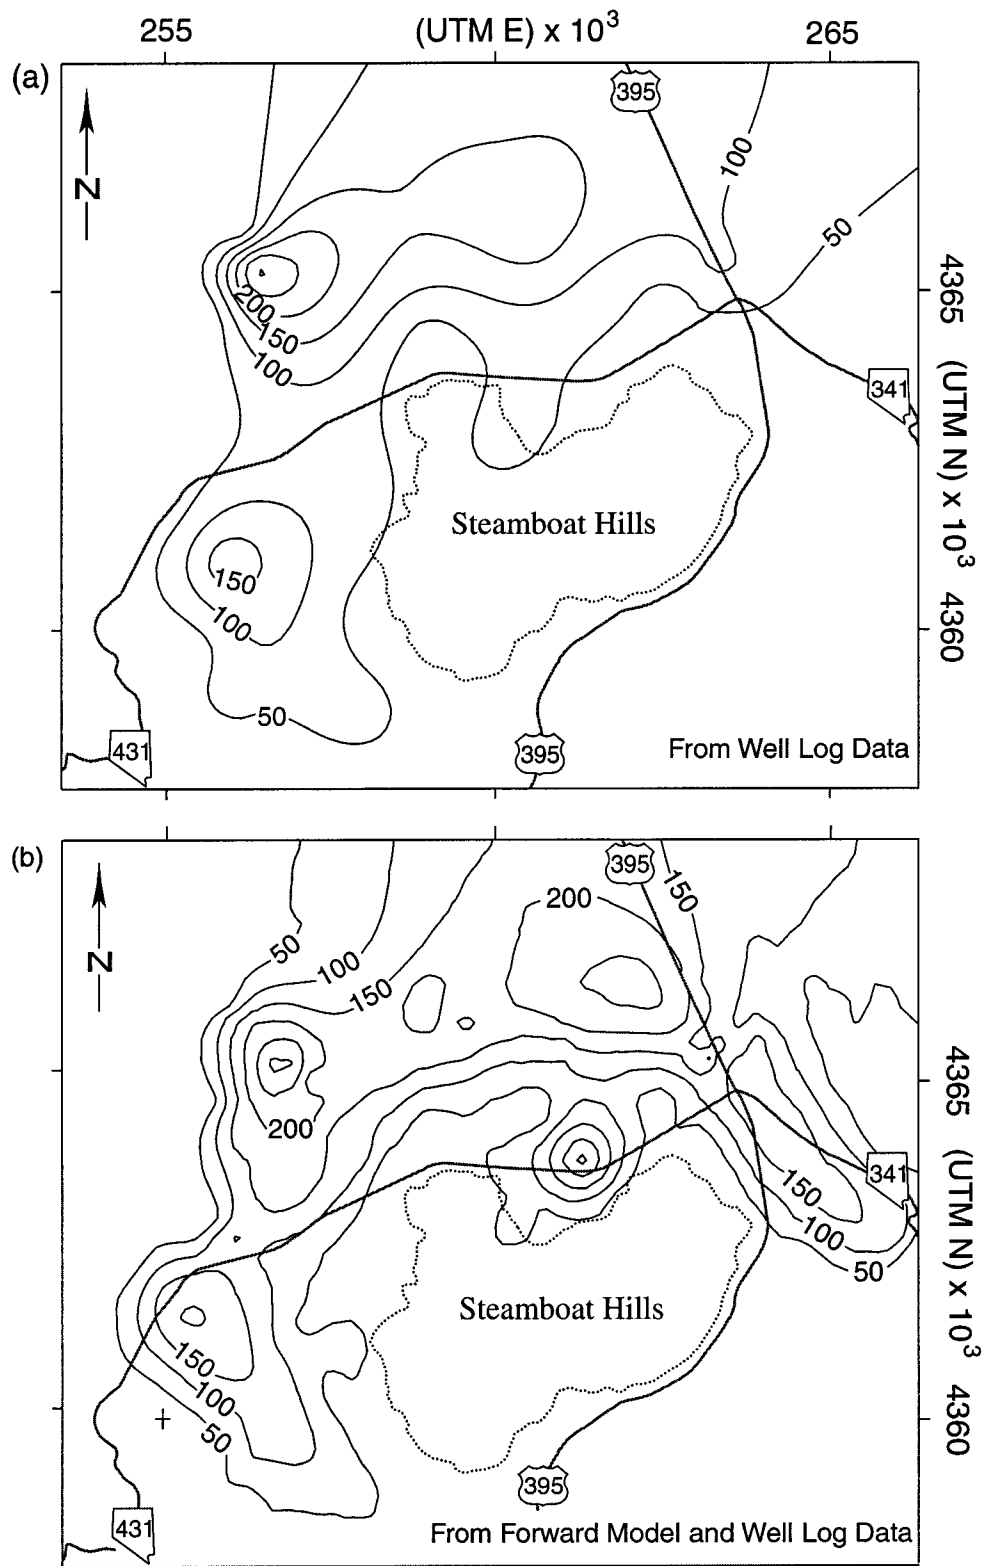 255 (UTM E) x 10³ 265
(a)
395
N
100
50
200
150
100
4365 (UTM N) x 10³ 4360
341
Steamboat Hills
150
100
50
431
395
From Well Log Data
(b)
395
N
150
200
50
100
150
200
4365 (UTM N) x 10³ 4360
341
150
100
50
Steamboat Hills
150
100
50
395
431
From Forward Model and Well Log Data